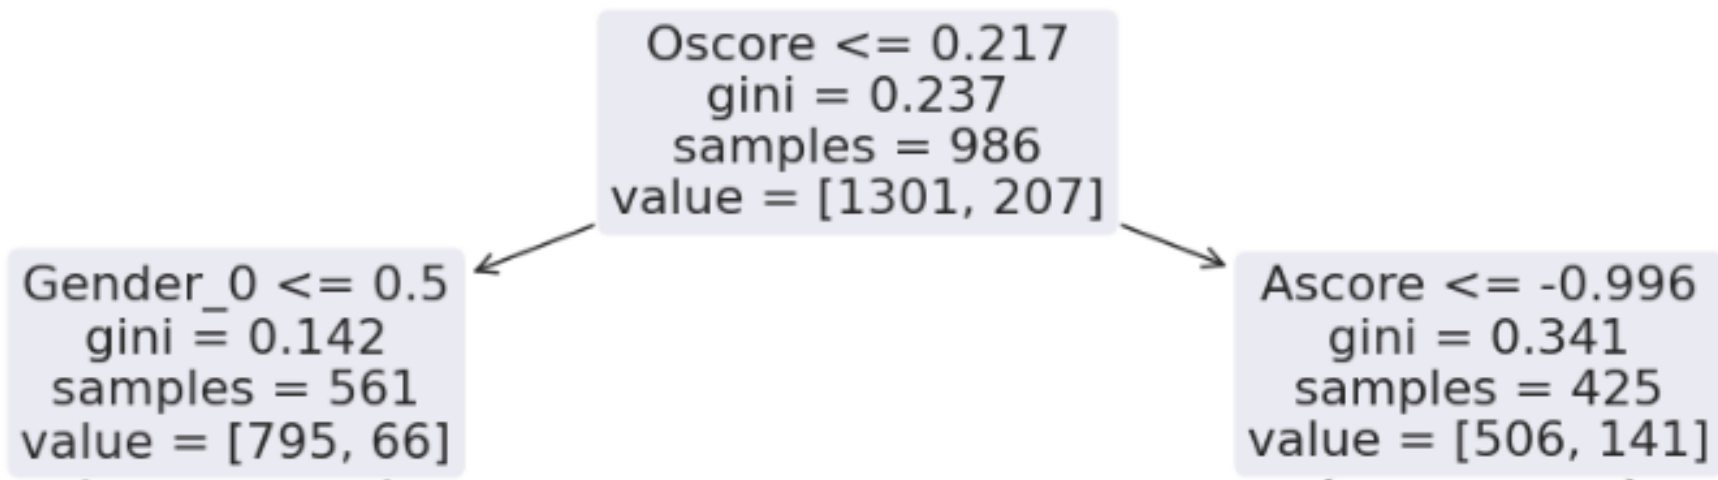 Oscore <= 0.217
gini = 0.237
samples = 986
value = [1301, 207]
Gender_0 <= 0.5
gini = 0.142
samples = 561
value = [795, 66]
Ascore <= -0.996
gini = 0.341
samples = 425
value = [506, 141]